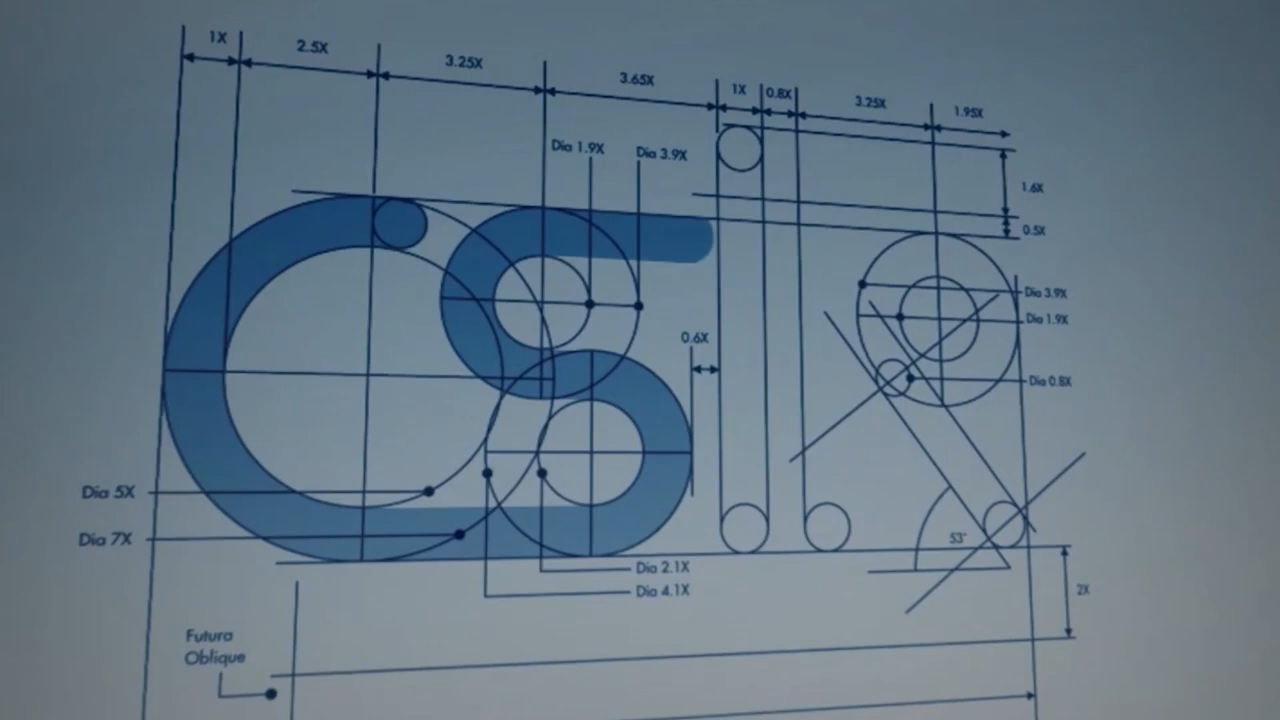 1X
2.5X
3.25X
3.65X
1X
0.8X
3.25X
1.95X
Dia 1.9X
Dia 3.9X
1.6X
0.5X
Dia 3.9X
Dia 1.9X
0.6X
Dia 0.8X
Dia 5X
Dia 7X
53°
Dia 2.1X
Dia 4.1X
2X
Futura
Oblique
CSIR